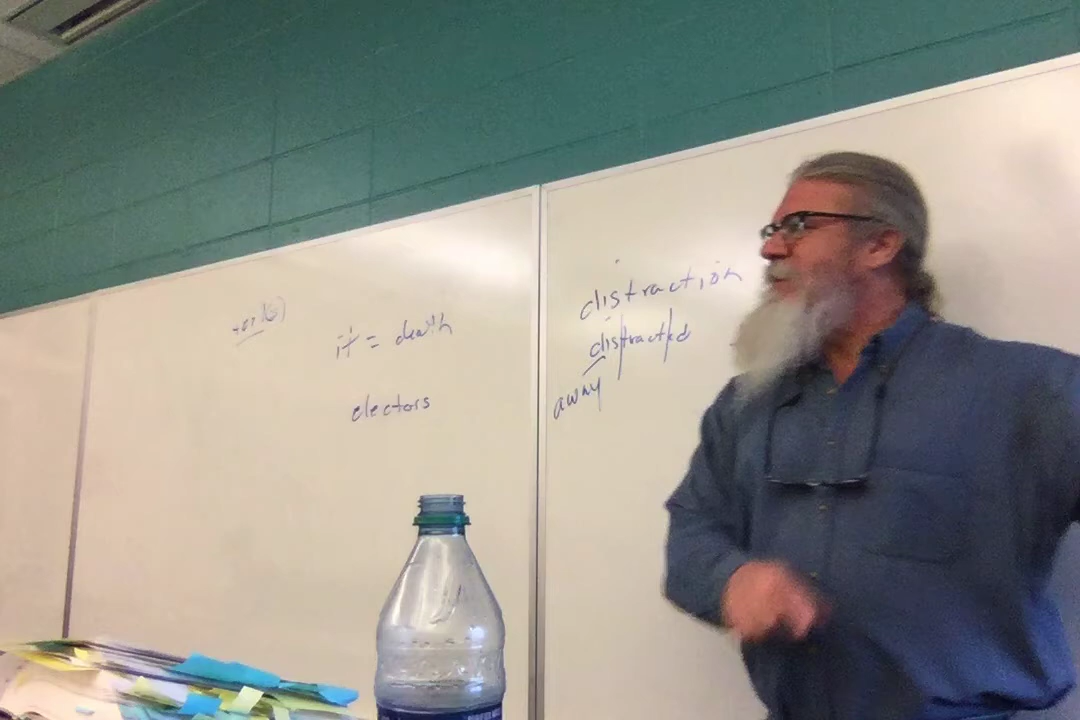 it = death
electors
distraction
distracted
away